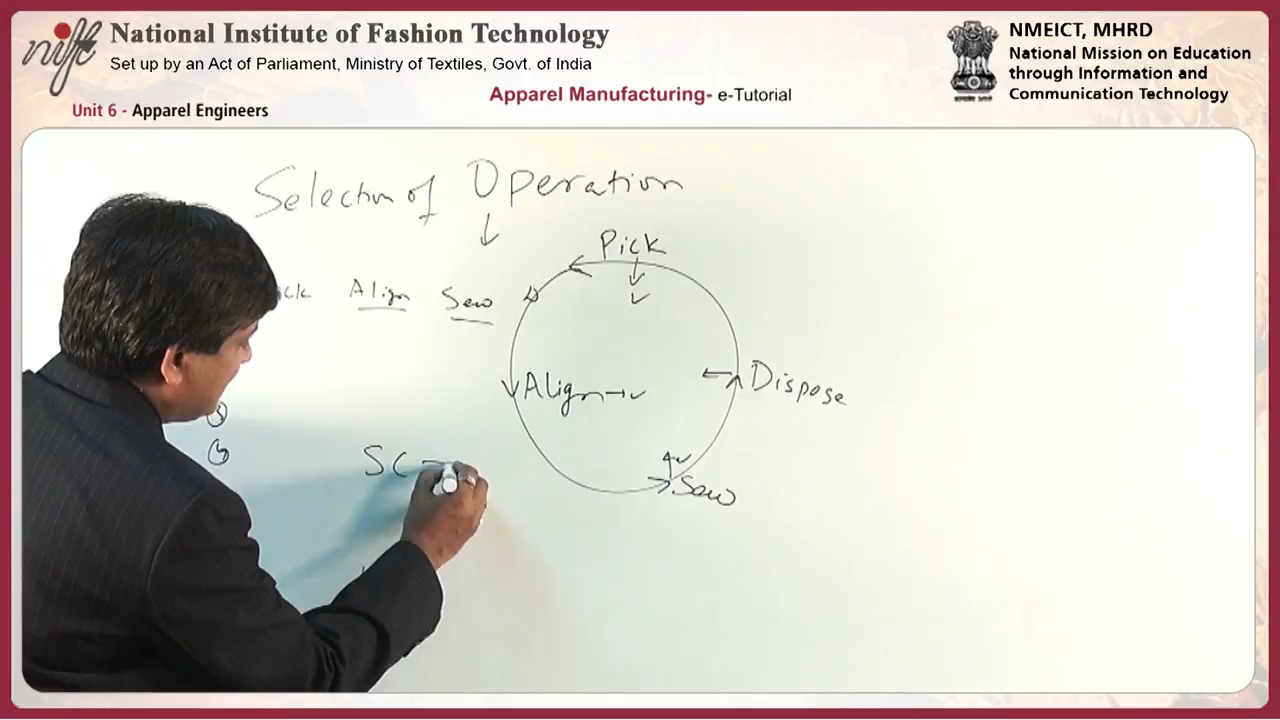 nift
National Institute of Fashion Technology
Set up by an Act of Parliament, Ministry of Textiles, Govt. of India
Apparel Manufacturing- e-Tutorial
Unit 6 - Apparel Engineers
NMEICT, MHRD
National Mission on Education
through Information and
Communication Technology
Selection of Operation
Pick
Align Sew
Dispose
Align
SC
Sew